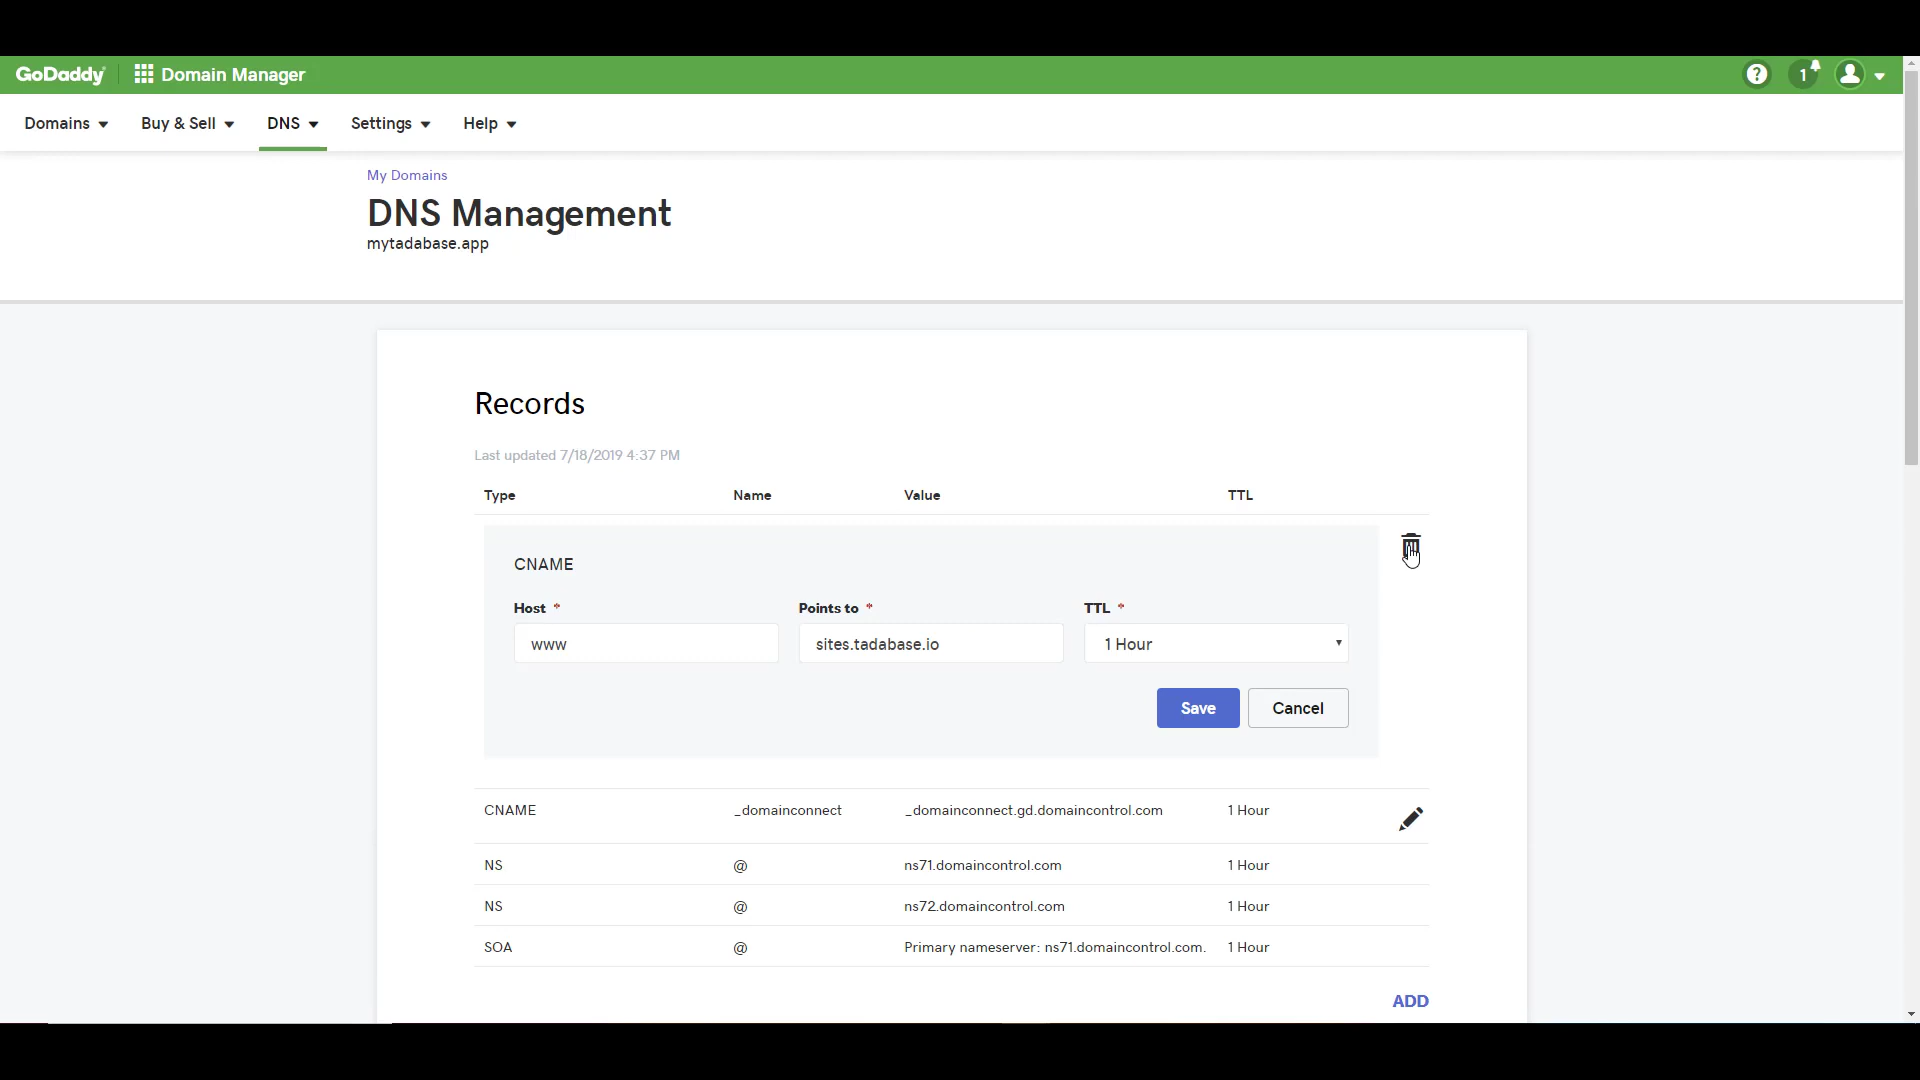 GoDaddy Domain Manager ? 1
Domains Buy & Sell DNS Settings Help
My Domains
DNS Management
mytadabase.app
Records
Last updated 7/18/2019 4:37 PM
Type Name Value TTL
CNAME
Host * Points to * TTL *
www sites.tadabase.io 1 Hour
Save Cancel
CNAME _domainconnect _domainconnect.gd.domaincontrol.com 1 Hour
NS @ ns71.domaincontrol.com 1 Hour
NS @ ns72.domaincontrol.com 1 Hour
SOA @ Primary nameserver: ns71.domaincontrol.com. 1 Hour
ADD